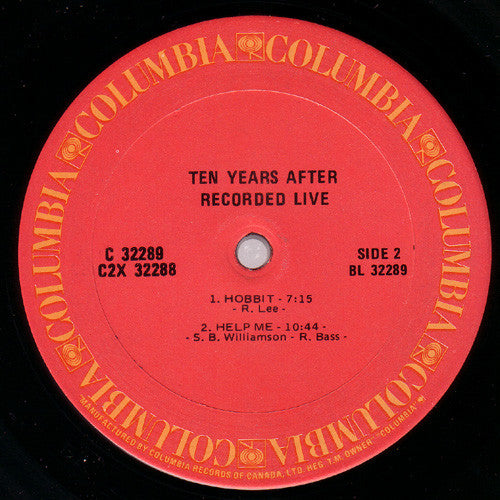 COLUMBIA COLUMBIA COLUMBIA COLUMBIA COLUMBIA COLUMBIA
TEN YEARS AFTER
RECORDED LIVE
C 32289
C2X 32288
SIDE 2
BL 32289
1. HOBBIT - 7:15
- R. Lee -
2. HELP ME - 10:44 -
- S. B. Williamson - R. Bass -
"MANUFACTURED BY COLUMBIA RECORDS OF CANADA, LTD. REG. T.M. OWNER" "COLUMBIA,"